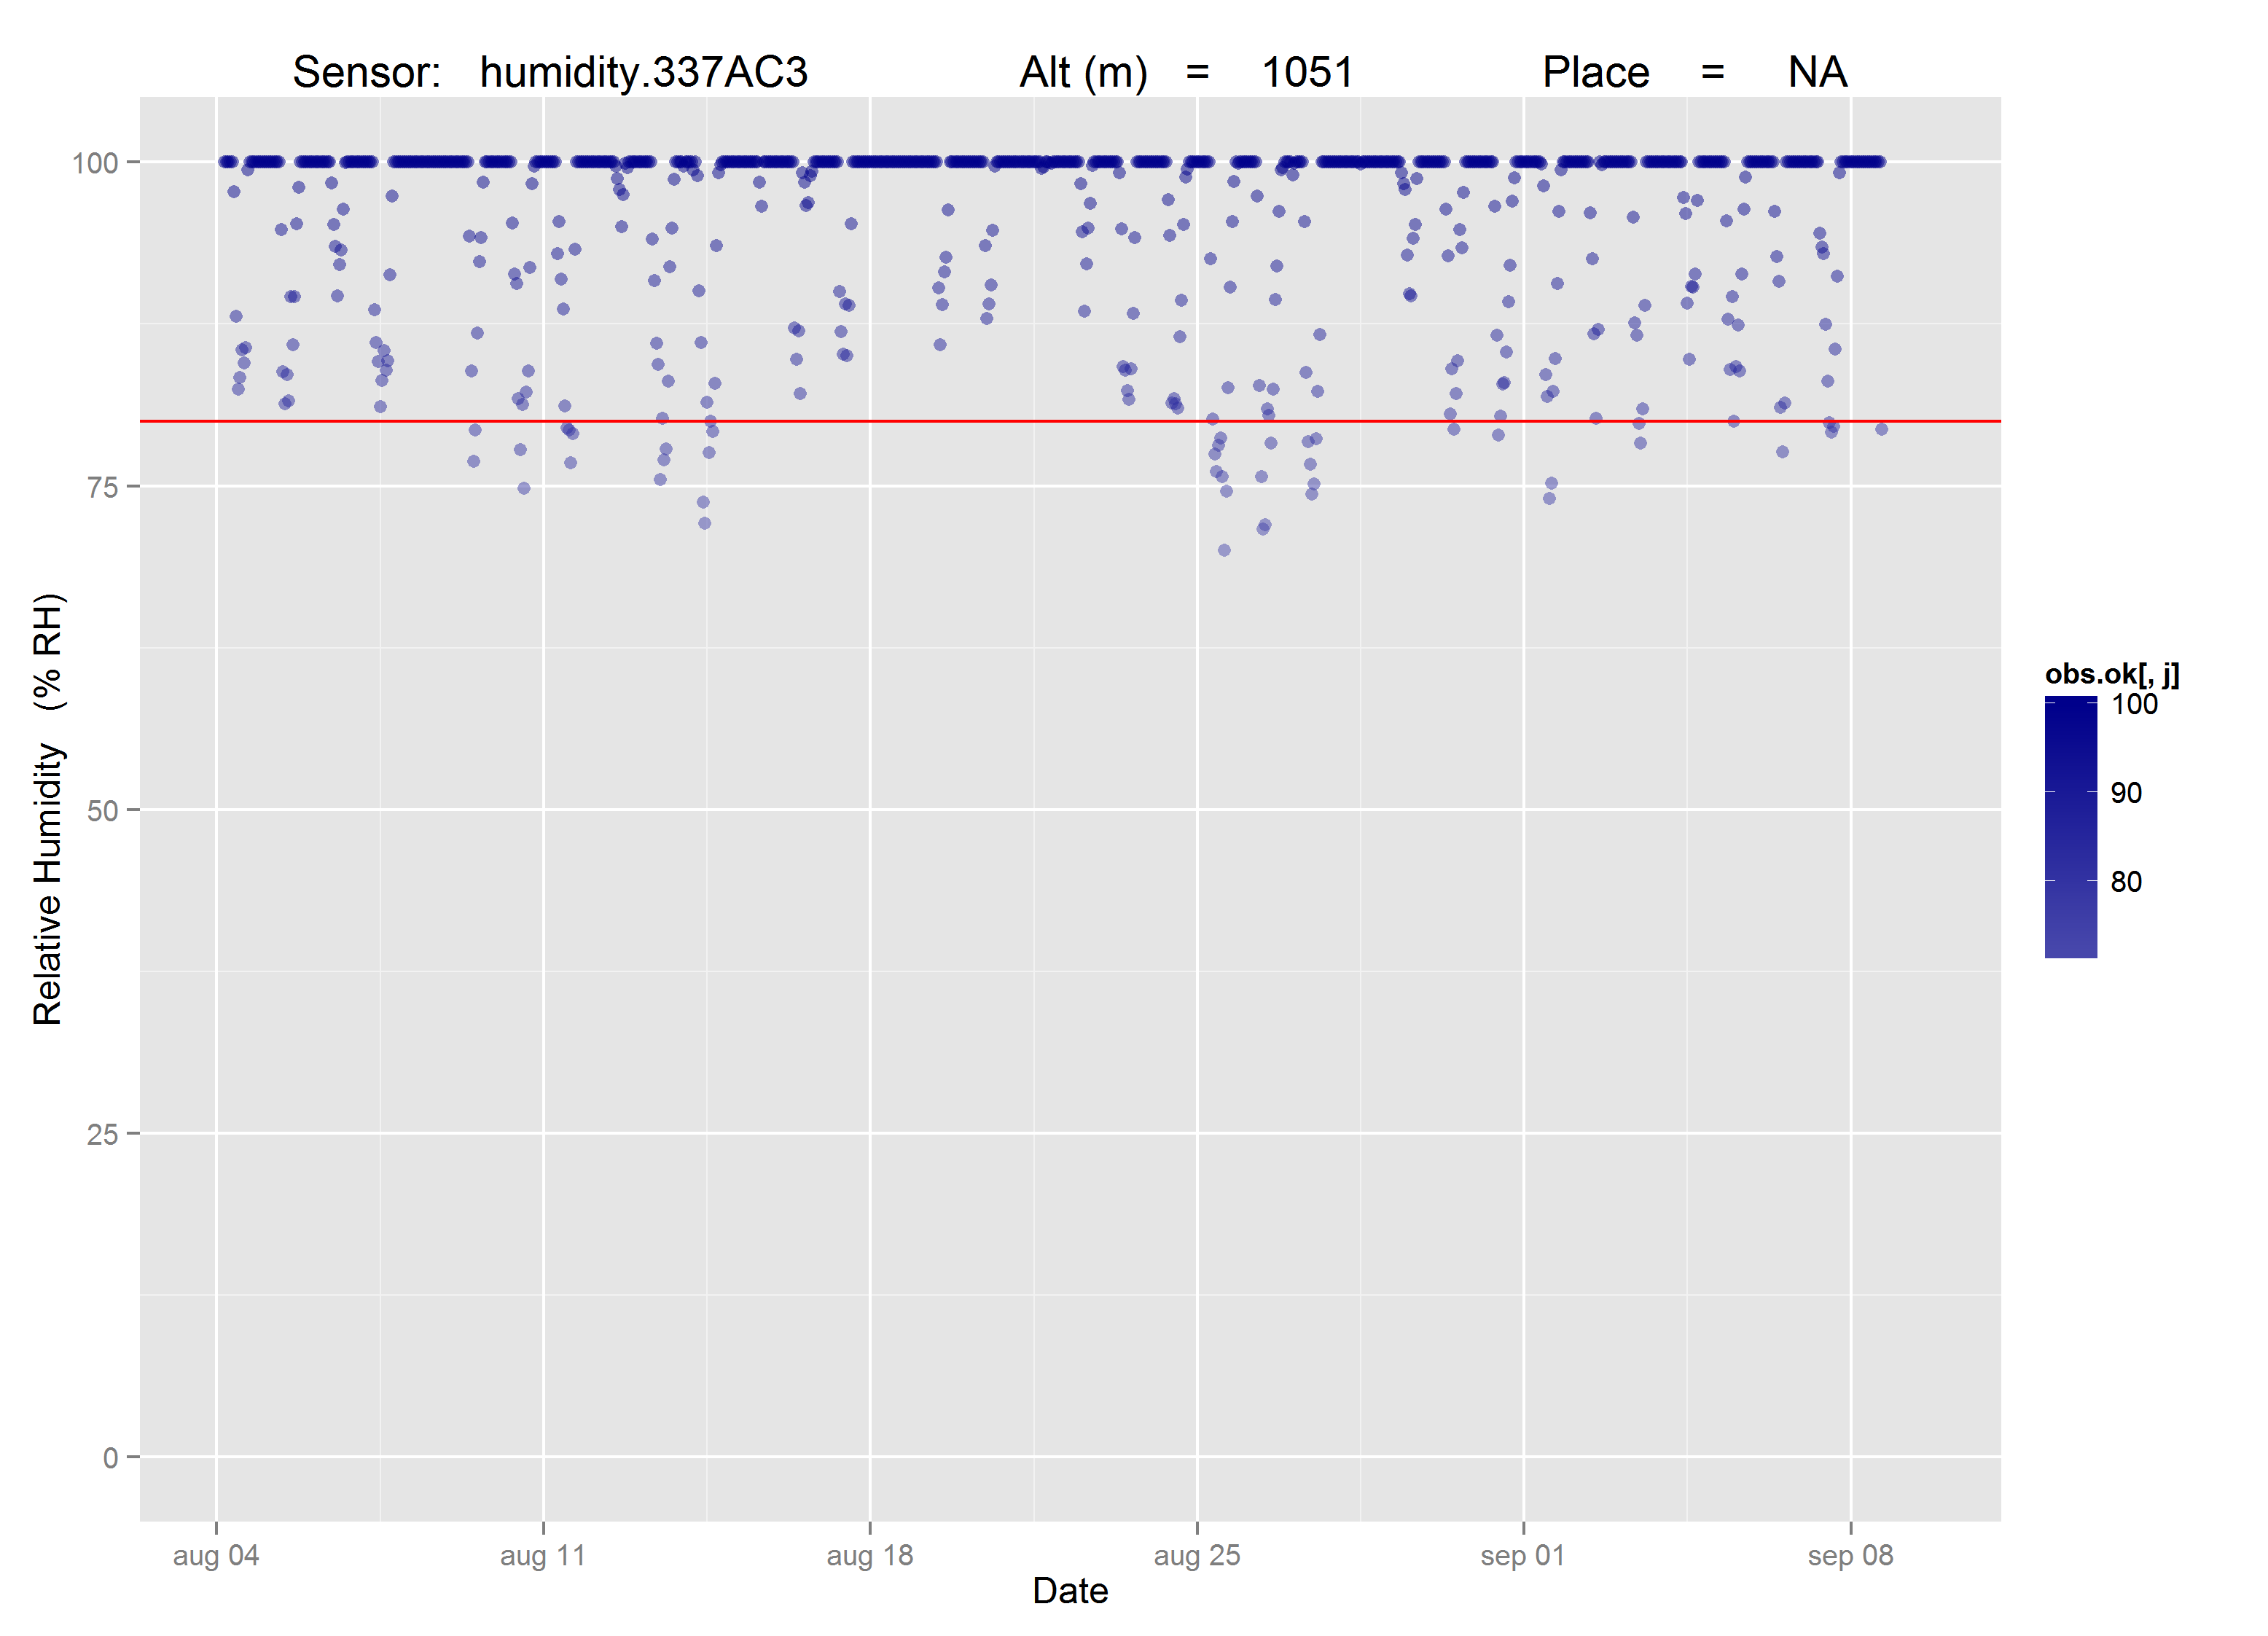 Sensor: humidity.337AC3 Alt (m) = 1051 Place = NA
100
75
50
25
0
Relative Humidity (% RH)
aug 04 aug 11 aug 18 aug 25 sep 01 sep 08
Date
obs.ok[, j]
100
90
80